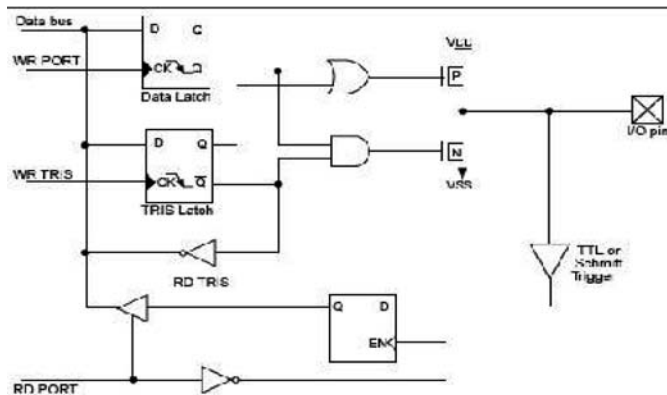 Data bus
D Q
VDD
WR PORT
CK Q
P
Data Latch
I/O pin
D Q
N
WR TRIS
CK Q
VSS
TRIS Latch
TTL or
Schmitt
Trigger
RD TRIS
Q D
EN
RD PORT